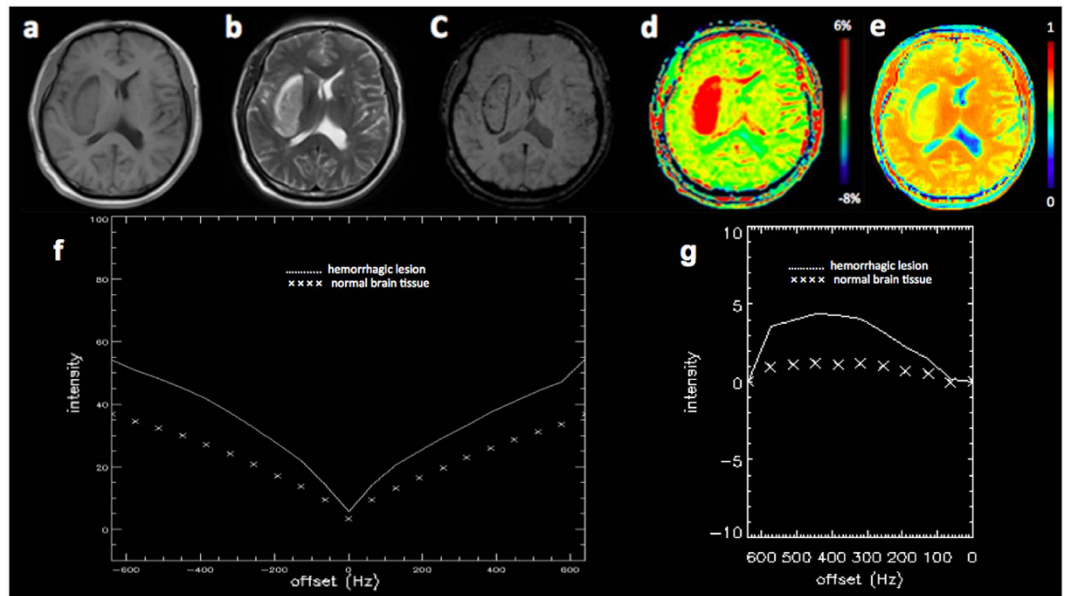 a b c d e
6%
-8%
1
0
f
hemorrhagic lesion
× × × × normal brain tissue
intensity
100
80
60
40
20
0
−600 −400 −200 0 200 400 600
offset (Hz)
g
hemorrhagic lesion
×××× normal brain tissue
intensity
10
5
0
−5
−10
600 500 400 300 200 100 0
offset (Hz)